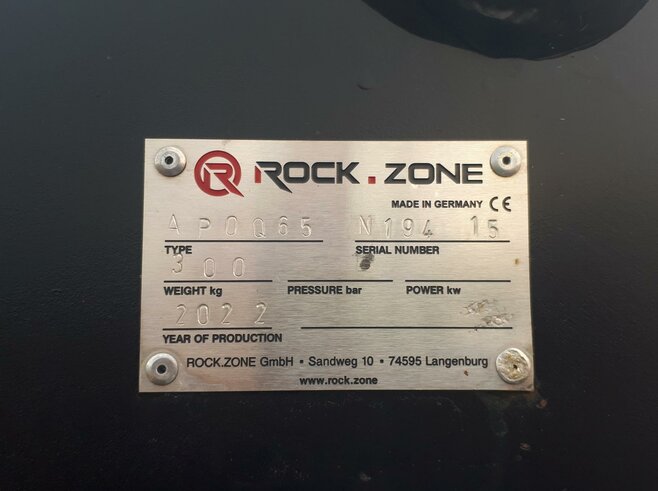 ROCK.ZONE
MADE IN GERMANY CE
APOQ65 N194 15
TYPE SERIAL NUMBER
300
WEIGHT kg PRESSURE bar POWER kw
2022
YEAR OF PRODUCTION
ROCK.ZONE GmbH • Sandweg 10 • 74595 Langenburg
www.rock.zone